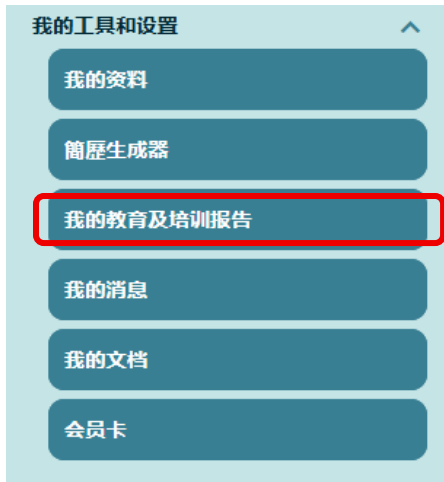 我的工具和设置
我的资料
簡歷生成器
我的教育及培训报告
我的消息
我的文档
会员卡